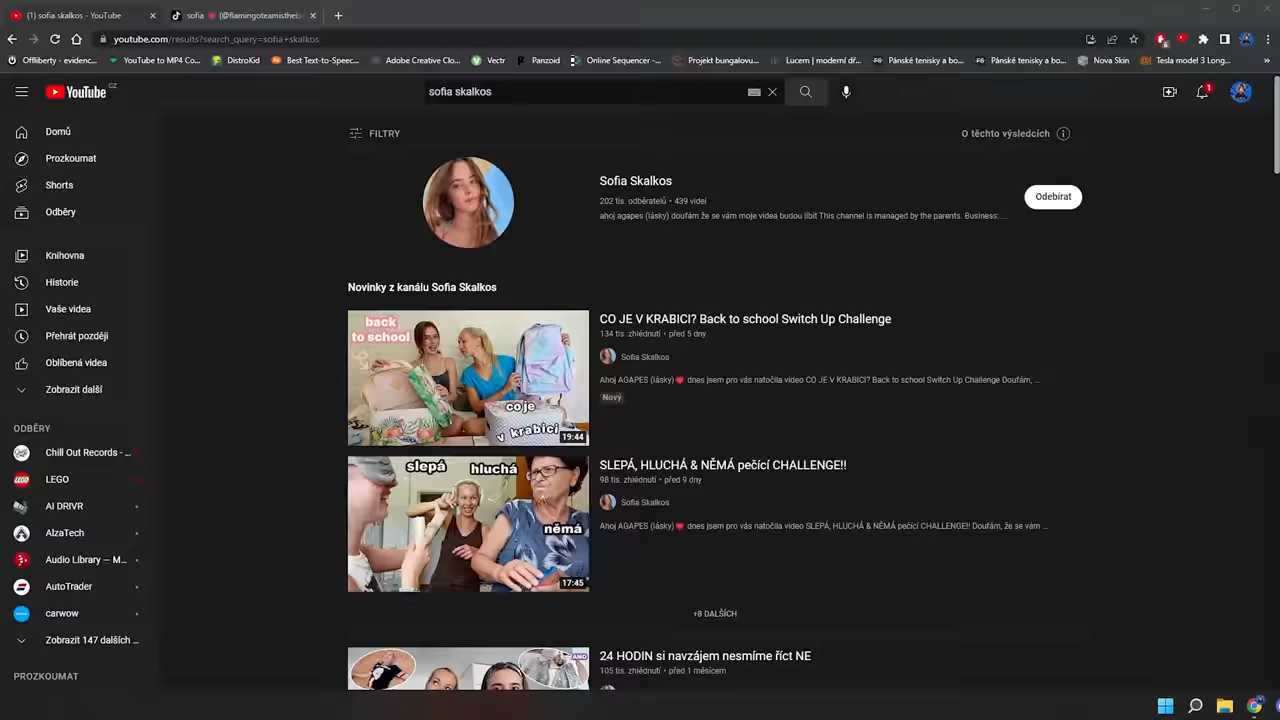 (1) sofia skalkos - YouTube
sofia 🌺 (@flamingoteamistheb
youtube.com/results?search_query=sofia+skalkos
Offliberty - evidenc...
YouTube to MP4 Co...
DistroKid
Best Text-to-Speec...
Adobe Creative Clo...
Vectr
Panzoid
Online Sequencer -...
Projekt bungalovu...
Lucern | moderní dř...
Pánské tenisky a bo...
Pánské tenisky a bo...
Nova Skin
Tesla model 3 Long...
YouTube CZ
sofia skalkos
1
Domů
Prozkoumat
Shorts
Odběry
Knihovna
Historie
Vaše videa
Přehrát později
Oblíbená videa
Zobrazit další
ODBĚRY
Chill Out Records - ...
LEGO
AI DRIVR
AlzaTech
Audio Library — M...
AutoTrader
carwow
Zobrazit 147 dalších ...
PROZKOUMAT
FILTRY
O těchto výsledcích
Sofia Skalkos
202 tis. odběratelů • 439 videí
ahoj agapes (lásky) doufám že se vám moje videa budou líbit This channel is managed by the parents. Business: ...
Odebírat
Novinky z kanálu Sofia Skalkos
back
to school
co je
v krabici
19:44
CO JE V KRABICI? Back to school Switch Up Challenge
134 tis. zhlédnutí • před 5 dny
Sofia Skalkos
Ahoj AGAPES (lásky)❤️ dnes jsem pro vás natočila video CO JE V KRABICI? Back to school Switch Up Challenge Doufám, ...
Nový
slepá
hluchá
němá
17:45
SLEPÁ, HLUCHÁ & NĚMÁ pečící CHALLENGE!!
98 tis. zhlédnutí • před 9 dny
Sofia Skalkos
Ahoj AGAPES (lásky)❤️ dnes jsem pro vás natočila video SLEPÁ, HLUCHÁ & NĚMÁ pečící CHALLENGE!! Doufám, že se vám ...
+8 DALŠÍCH
ANO
24 HODIN si navzájem nesmíme říct NE
105 tis. zhlédnutí • před 1 měsícem